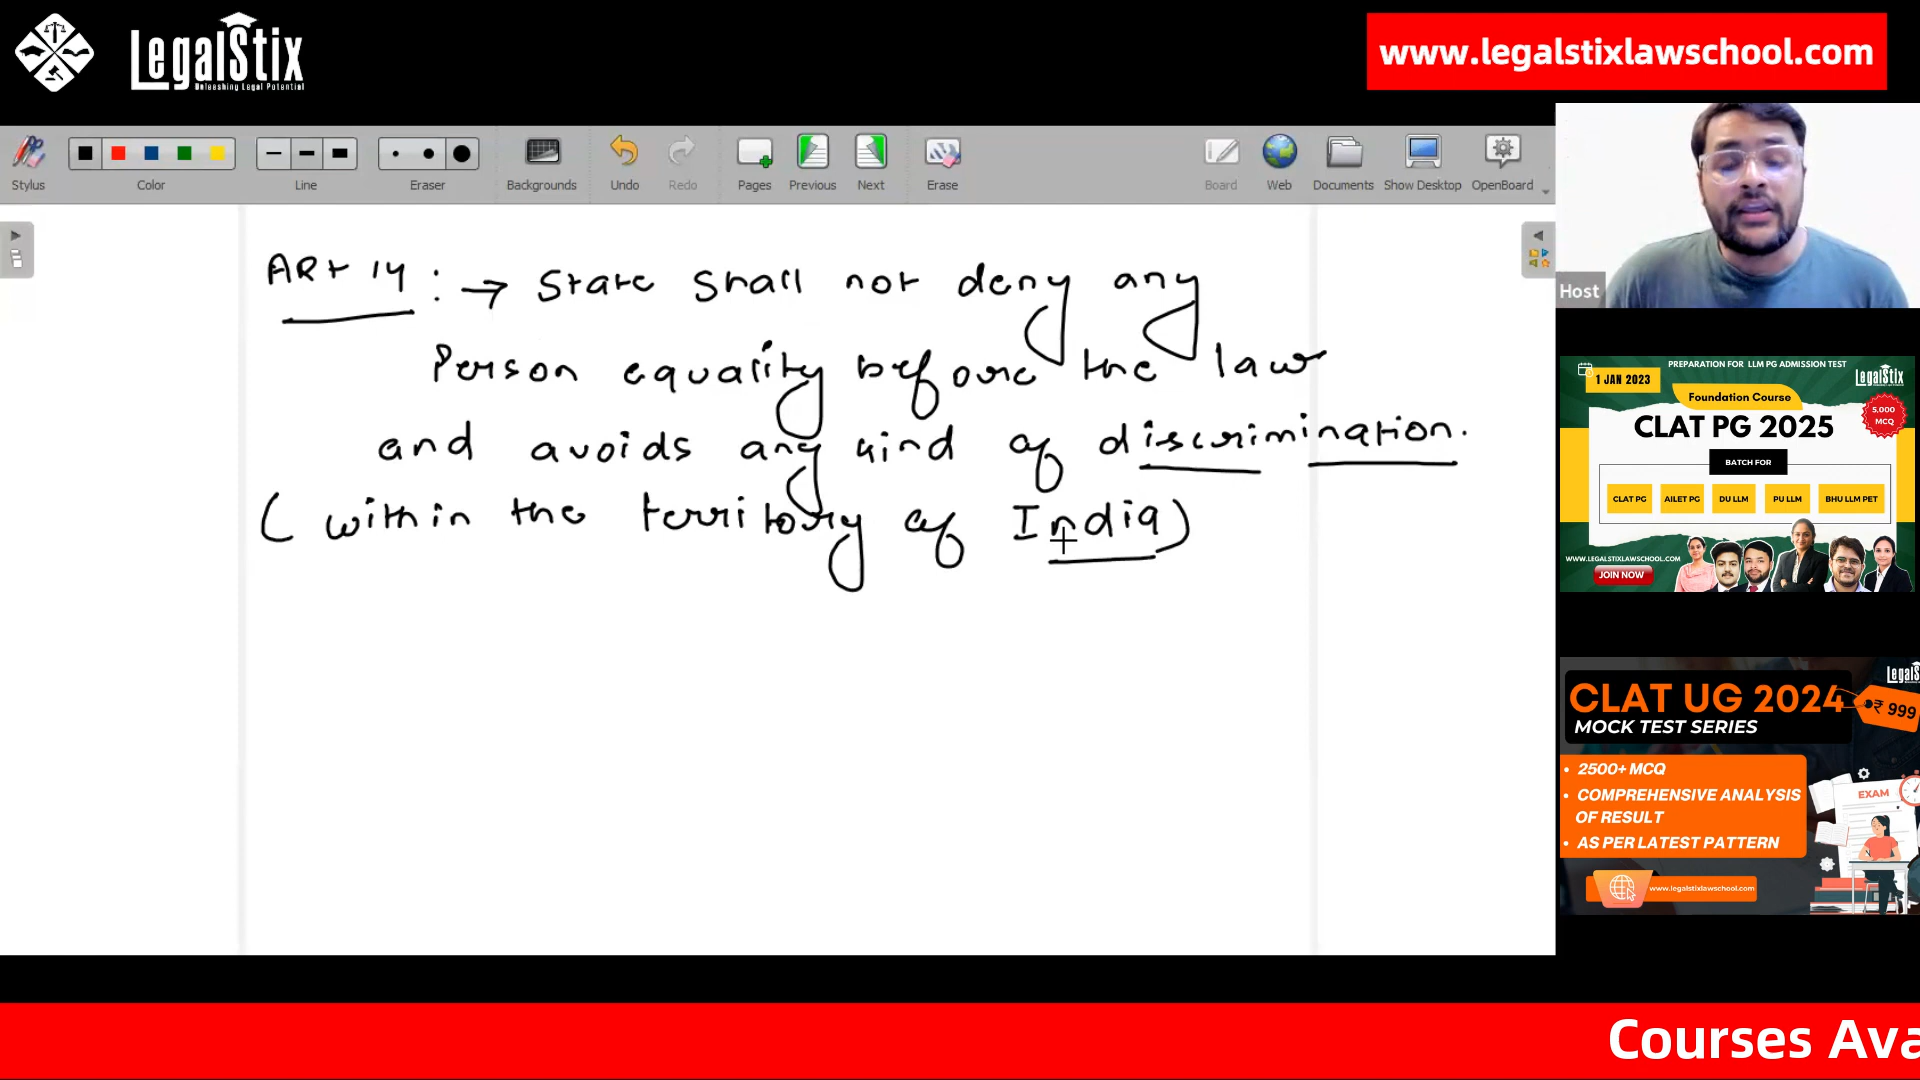 LegalStix
Unleashing Legal Potential
www.legalstixlawschool.com
Stylus Color Line Eraser Backgrounds Undo Redo Pages Previous Next Erase Board Web Documents Show Desktop OpenBoard
ARt 14 : → State Shall not deny any
Person equality before the law
and avoids any kind of discrimination.
( within the territory of India )
Host
PREPARATION FOR LLM PG ADMISSION TEST
1 JAN 2023
LegalStix
Foundation Course
5,000 MCQ
CLAT PG 2025
BATCH FOR
CLAT PG AILET PG DU LLM PU LLM BHU LLM PET
WWW.LEGALSTIXLAWSCHOOL.COM
JOIN NOW
LegalS
CLAT UG 2024
₹ 999
MOCK TEST SERIES
• 2500+ MCQ
• COMPREHENSIVE ANALYSIS
OF RESULT
• AS PER LATEST PATTERN
EXAM
www.legalstixlawschool.com
Courses Ava